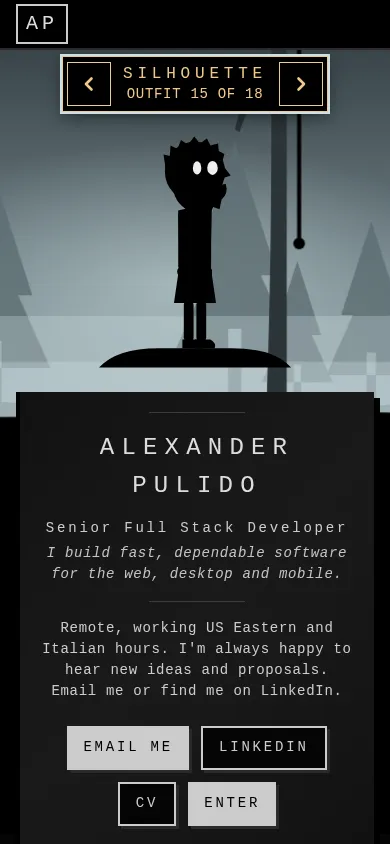 AP
SILHOUETTE
OUTFIT 15 OF 18
ALEXANDER
PULIDO
Senior Full Stack Developer
I build fast, dependable software
for the web, desktop and mobile.
Remote, working US Eastern and
Italian hours. I'm always happy to
hear new ideas and proposals.
Email me or find me on LinkedIn.
EMAIL ME
LINKEDIN
CV
ENTER